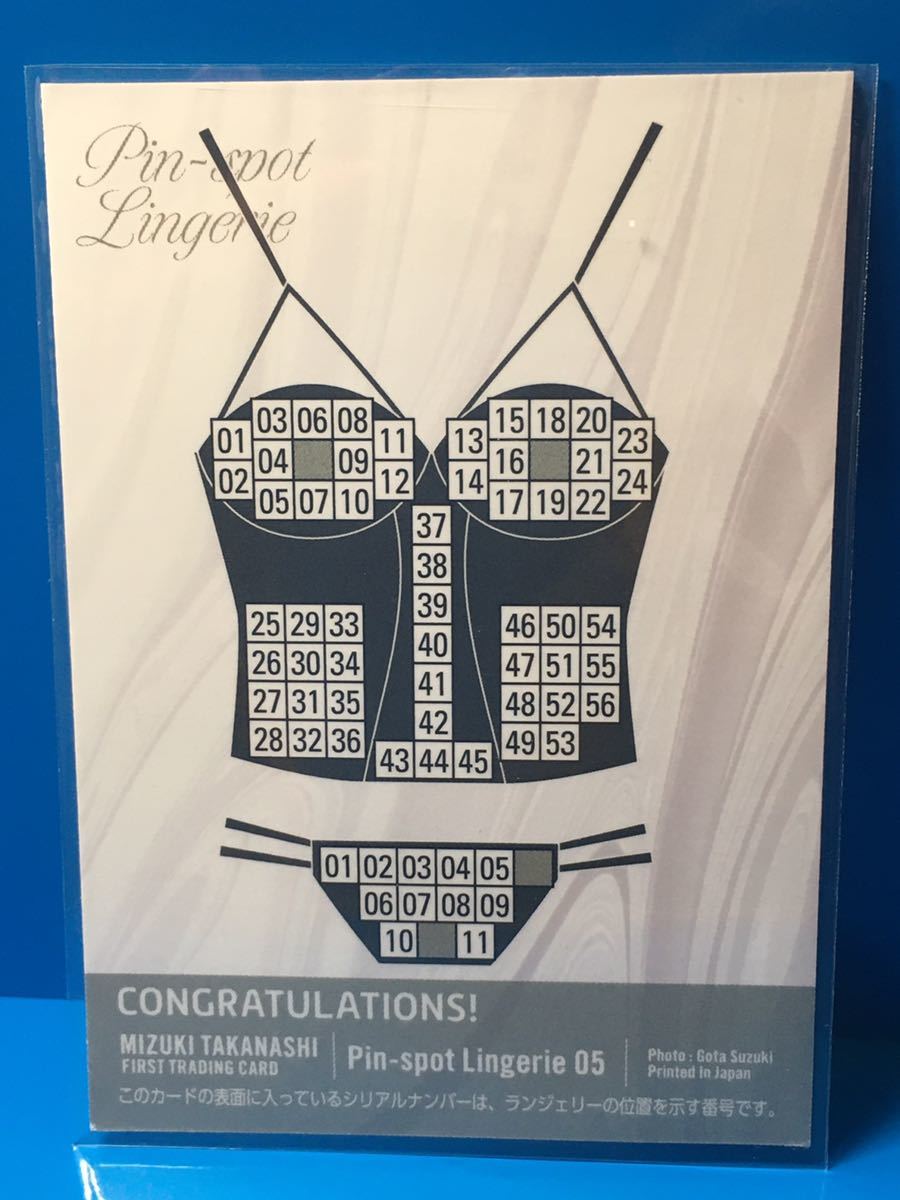 Pin-spot
Lingerie
03 06 08
01 11
04 09
02 12
05 07 10
15 18 20
13 23
16 21
14 24
17 19 22
37
38
39
40
41
42
43 44 45
25 29 33
26 30 34
27 31 35
28 32 36
46 50 54
47 51 55
48 52 56
49 53
01 02 03 04 05
06 07 08 09
10 11
CONGRATULATIONS!
MIZUKI TAKANASHI
FIRST TRADING CARD
Pin-spot Lingerie 05
Photo : Gota Suzuki
Printed in Japan
このカードの表面に入っているシリアルナンバーは、ランジェリーの位置を示す番号です。